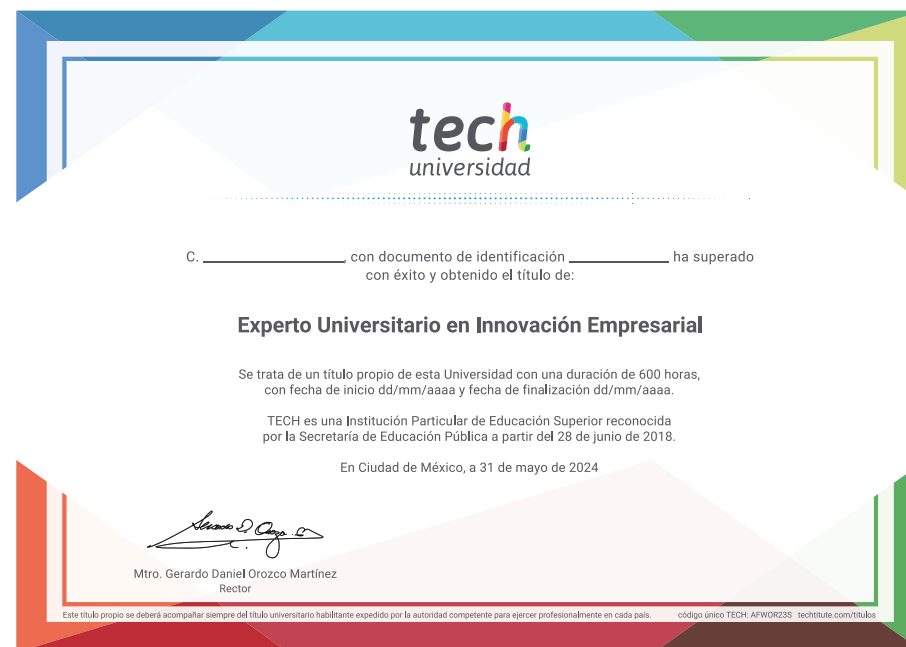 tech
universidad
C. ____________________, con documento de identificación ______________ ha superado
con éxito y obtenido el título de:
Experto Universitario en Innovación Empresarial
Se trata de un título propio de esta Universidad con una duración de 600 horas,
con fecha de inicio dd/mm/aaaa y fecha de finalización dd/mm/aaaa.
TECH es una Institución Particular de Educación Superior reconocida
por la Secretaría de Educación Pública a partir del 28 de junio de 2018.
En Ciudad de México, a 31 de mayo de 2024
Mtro. Gerardo Daniel Orozco Martínez
Rector
Este título propio se deberá acompañar siempre del título universitario habilitante expedido por la autoridad competente para ejercer profesionalmente en cada país. código único TECH: AFWOR23S techtitute.com/titulos